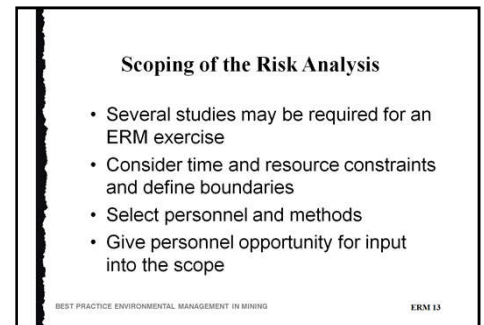 Scoping of the Risk Analysis
• Several studies may be required for an
ERM exercise
• Consider time and resource constraints
and define boundaries
• Select personnel and methods
• Give personnel opportunity for input
into the scope
BEST PRACTICE ENVIRONMENTAL MANAGEMENT IN MINING
ERM 13